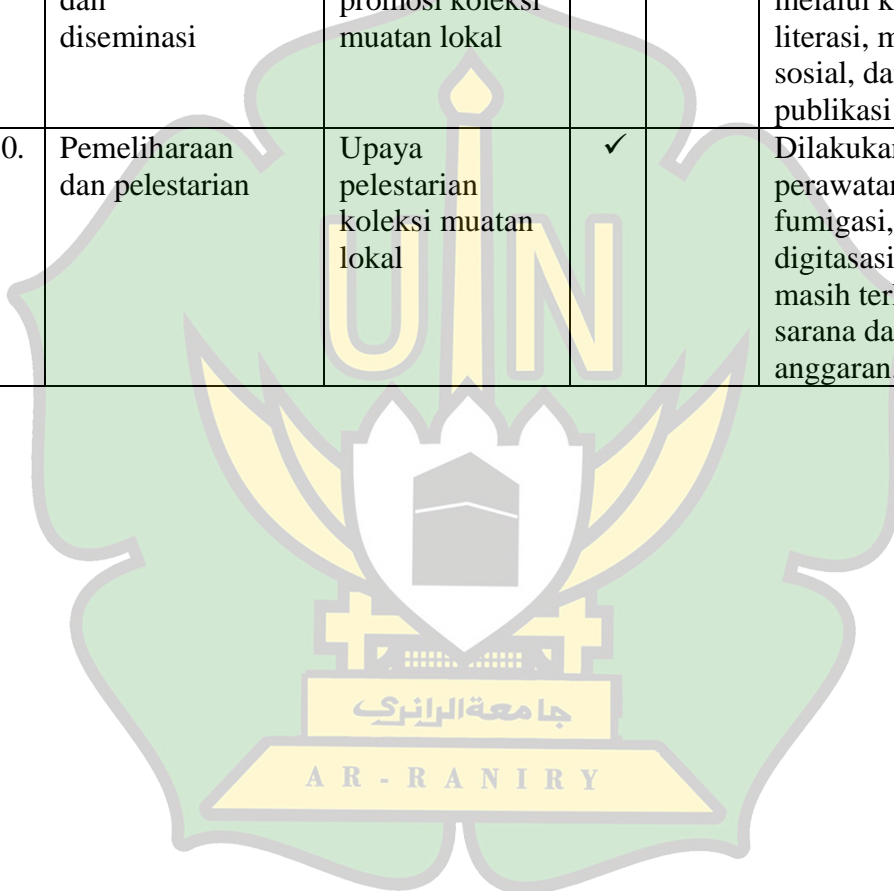 dan
diseminasi
promosi koleksi
muatan lokal
melalui k
literasi, m
sosial, da
publikasi
0.
Pemeliharaan
dan pelestarian
Upaya
pelestarian
koleksi muatan
lokal
✓
Dilakukan
perawatan
fumigasi,
digitasasi
masih ter
sarana da
anggaran
UIN
جامعة الرانري
AR-RANIRY